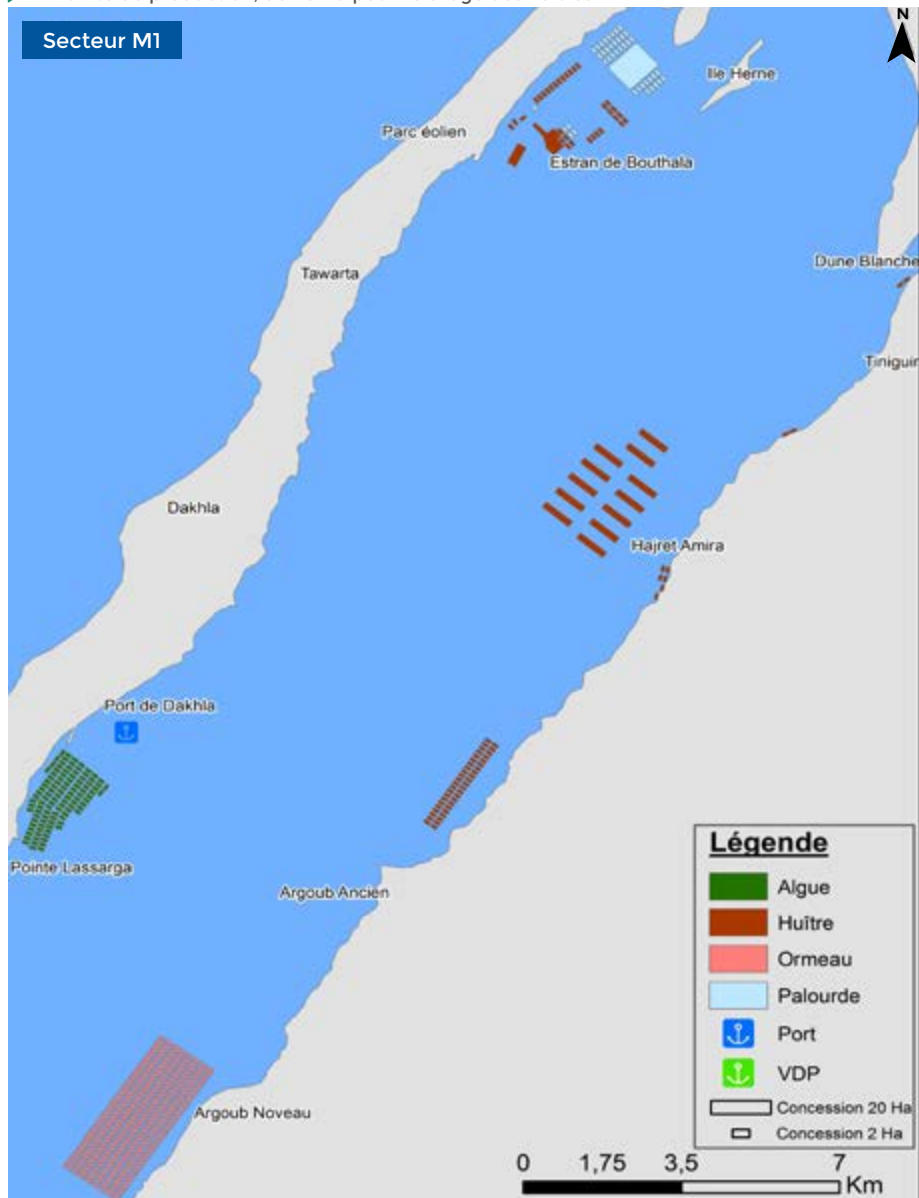 Secteur M1
N
Ile Herne
Parc éolien
Estran de Bouthala
Dune Blanche
Tawarta
Tiniguir
Dakhla
Hajret Amira
Port de Dakhla
Pointe Lassarga
Argoub Ancien
Argoub Noveau
Légende
Algue
Huître
Ormeau
Palourde
Port
VDP
Concession 20 Ha
Concession 2 Ha
0 1,75 3,5 7
Km